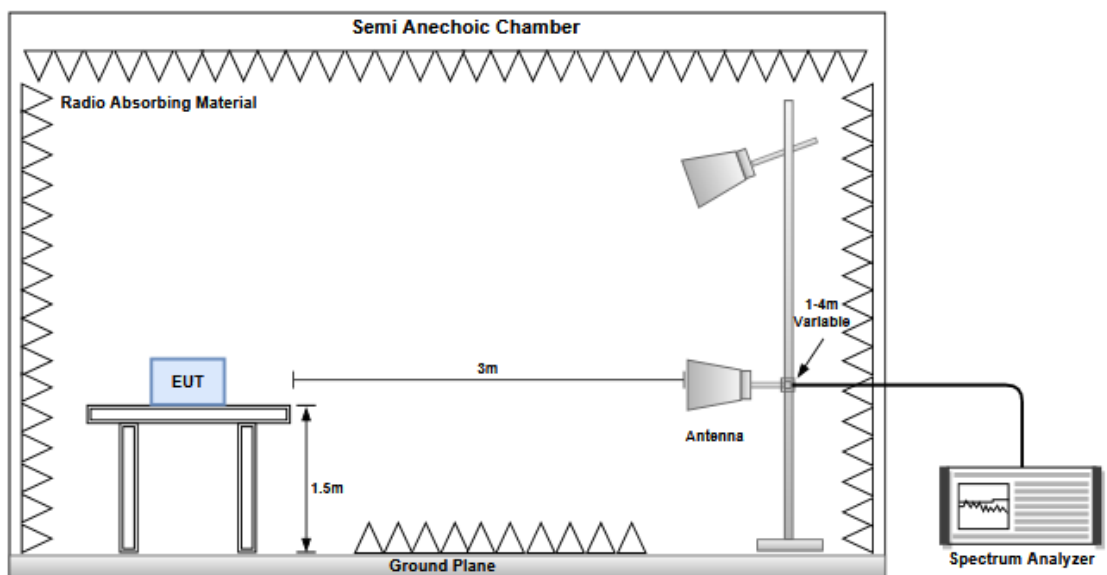 Semi Anechoic Chamber
Radio Absorbing Material
1-4m
Variable
3m
EUT
Antenna
1.5m
Ground Plane
Spectrum Analyzer